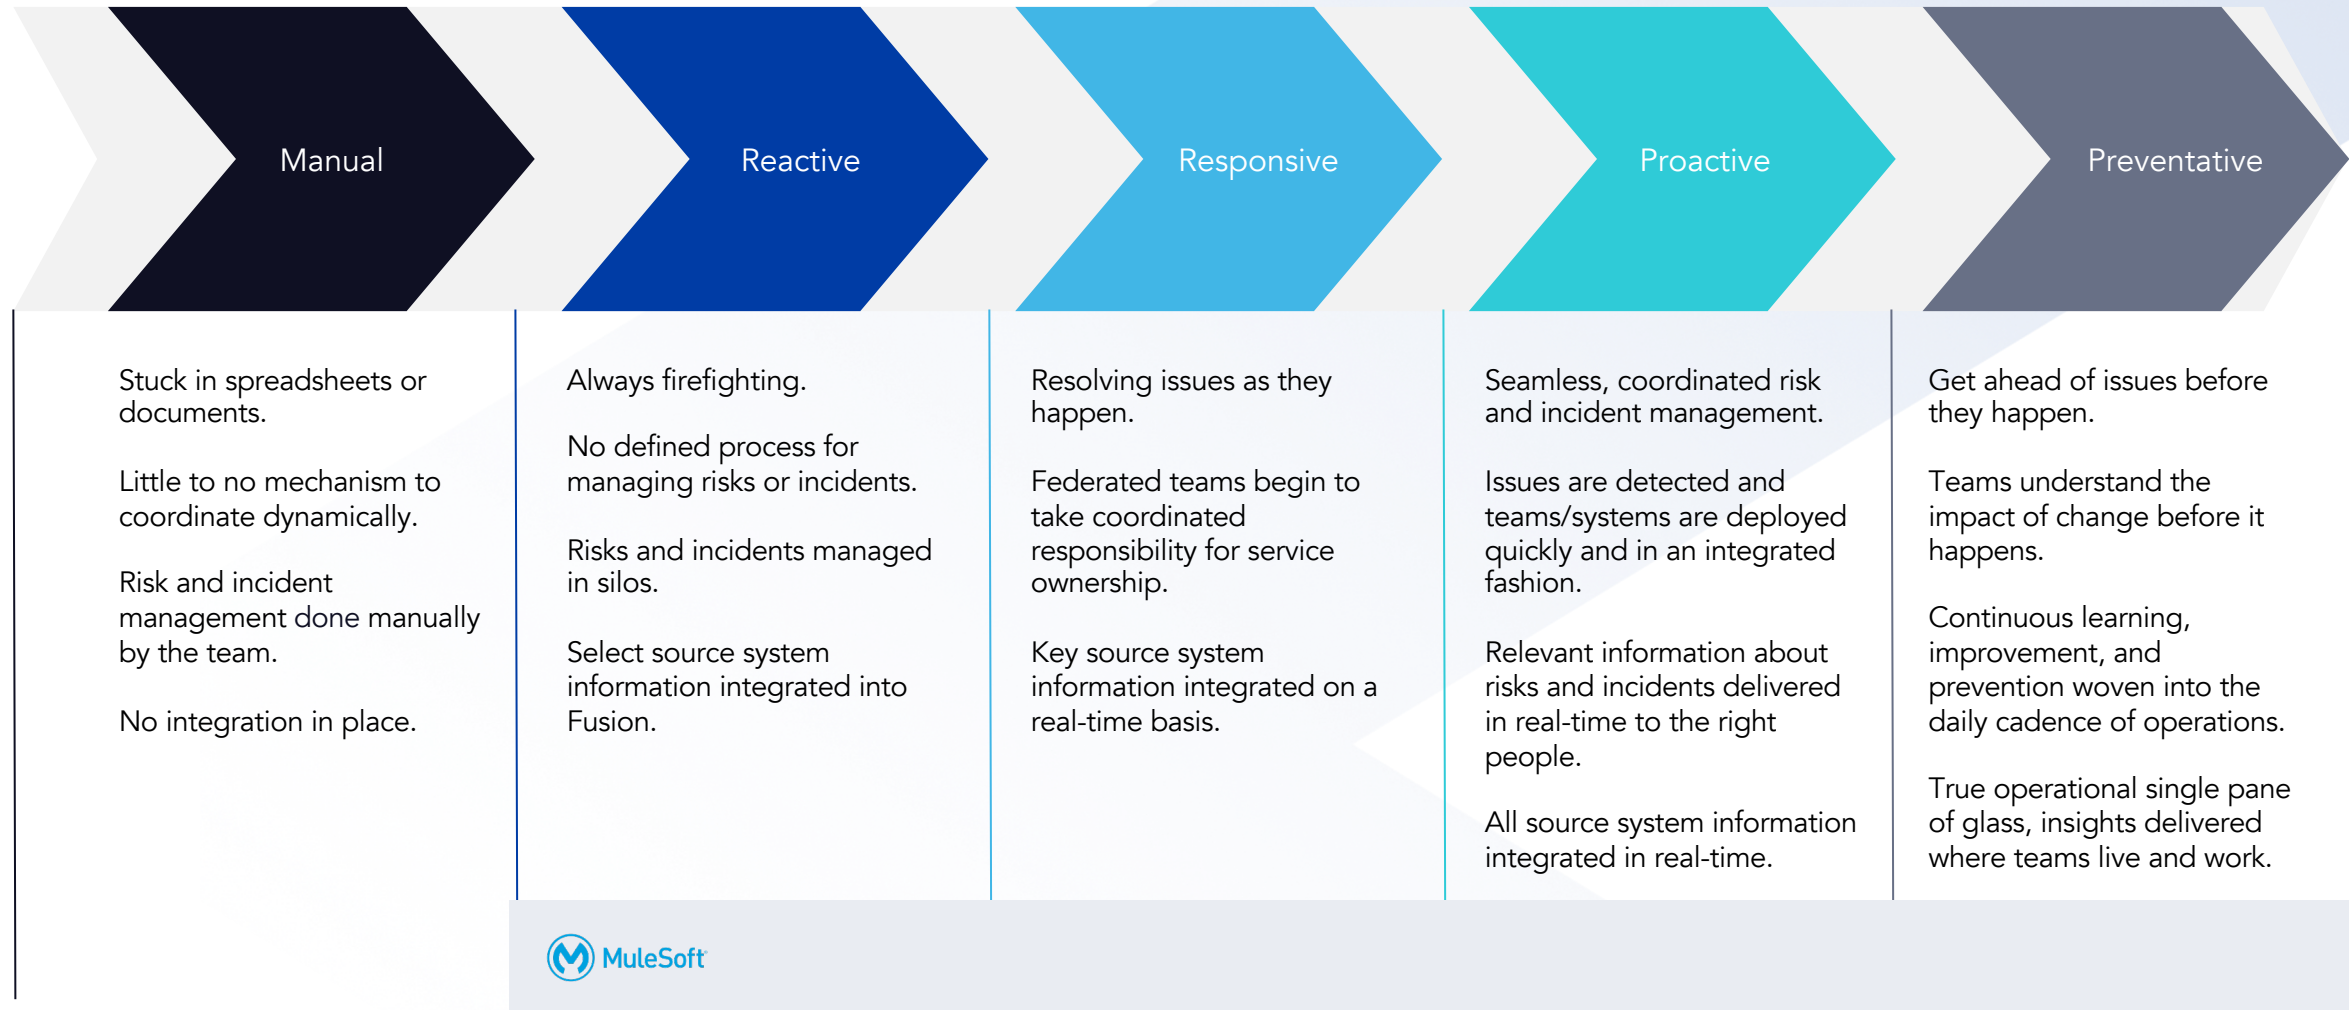 Manual
Reactive
Responsive
Proactive
Preventative
Stuck in spreadsheets or
documents.
Little to no mechanism to
coordinate dynamically.
Risk and incident
management done manually
by the team.
No integration in place.
Always firefighting.
No defined process for
managing risks or incidents.
Risks and incidents managed
in silos.
Select source system
information integrated into
Fusion.
Resolving issues as they
happen.
Federated teams begin to
take coordinated
responsibility for service
ownership.
Key source system
information integrated on a
real-time basis.
Seamless, coordinated risk
and incident management.
Issues are detected and
teams/systems are deployed
quickly and in an integrated
fashion.
Relevant information about
risks and incidents delivered
in real-time to the right
people.
All source system information
integrated in real-time.
Get ahead of issues before
they happen.
Teams understand the
impact of change before it
happens.
Continuous learning,
improvement, and
prevention woven into the
daily cadence of operations.
True operational single pane
of glass, insights delivered
where teams live and work.
MuleSoft